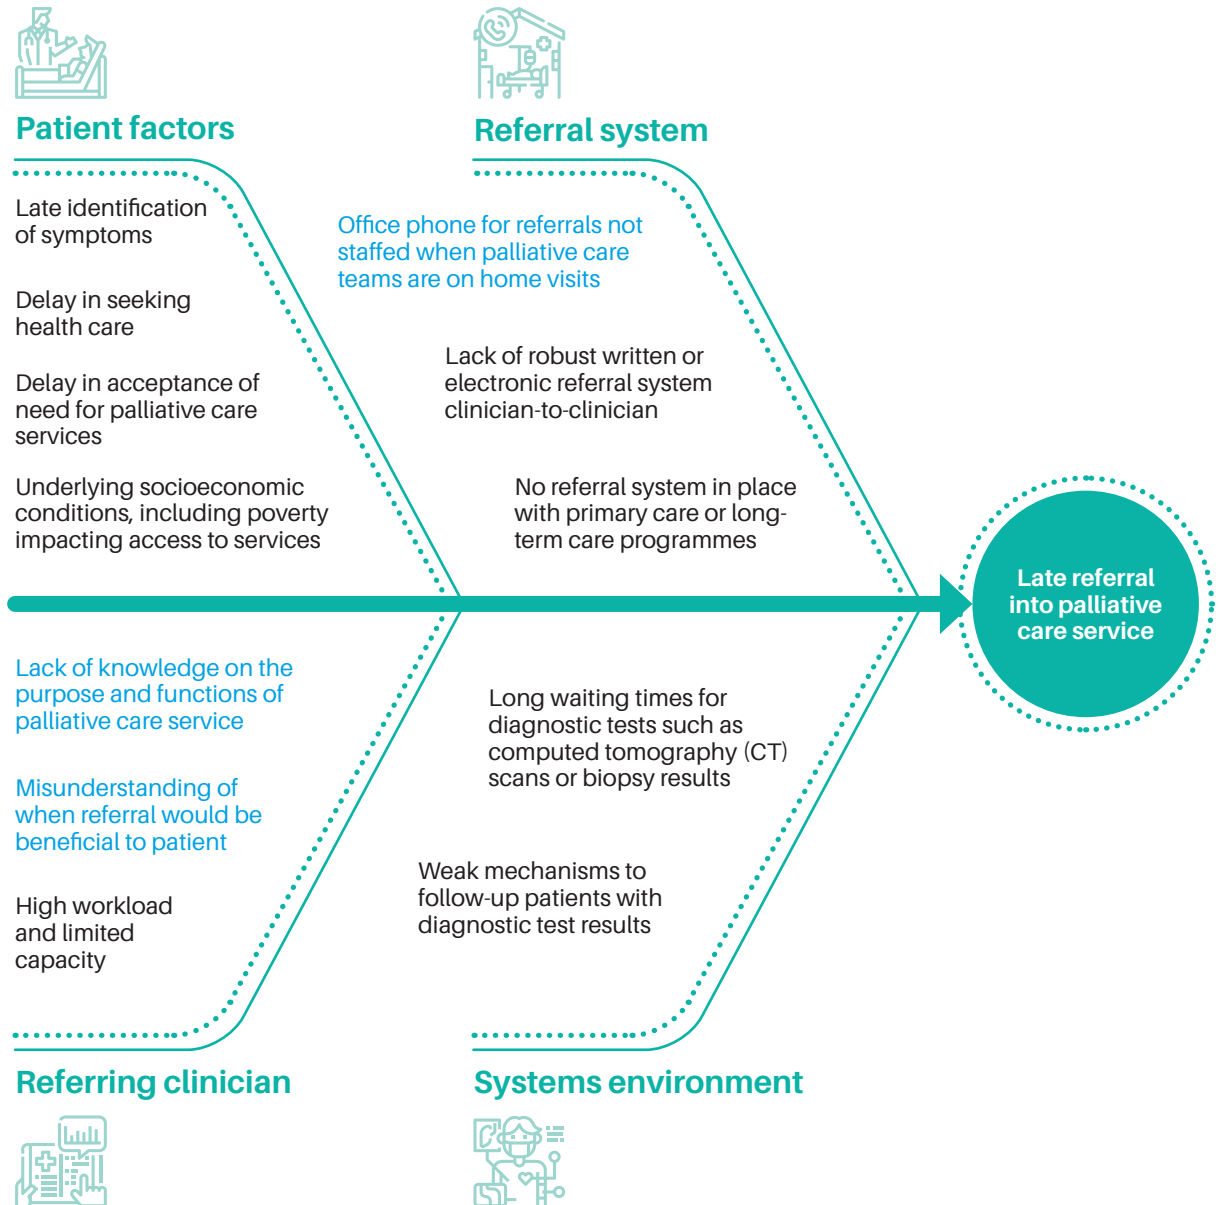 Patient factors
Late identification
of symptoms
Delay in seeking
health care
Delay in acceptance of
need for palliative care
services
Underlying socioeconomic
conditions, including poverty
impacting access to services
Referral system
Office phone for referrals not
staffed when palliative care
teams are on home visits
Lack of robust written or
electronic referral system
clinician-to-clinician
No referral system in place
with primary care or long-
term care programmes
Late referral
into palliative
care service
Lack of knowledge on the
purpose and functions of
palliative care service
Misunderstanding of
when referral would be
beneficial to patient
High workload
and limited
capacity
Referring clinician
Long waiting times for
diagnostic tests such as
computed tomography (CT)
scans or biopsy results
Weak mechanisms to
follow-up patients with
diagnostic test results
Systems environment